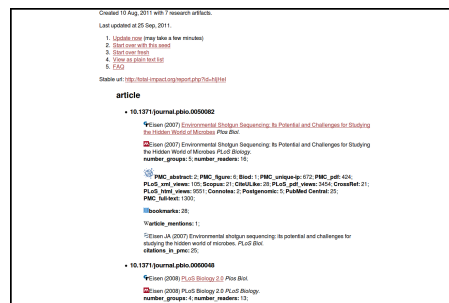 Created 10 Aug, 2011 with 7 research artifacts.
Last updated at 25 Sep, 2011.
1. Update now (may take a few minutes)
2. Start over with this seed
3. Start over fresh
4. View as plain text list
5. FAQ
Stable url: http://total-impact.org/report.php?id=hljHeI
article
• 10.1371/journal.pbio.0050082
Eisen (2007) Environmental Shotgun Sequencing: Its Potential and Challenges for Studying
the Hidden World of Microbes Plos Biol.
Eisen (2007) Environmental Shotgun Sequencing: Its Potential and Challenges for Studying
the Hidden World of Microbes PLoS Biology.
number_groups: 5; number_readers: 16;
PMC_abstract: 2; PMC_figure: 6; Biod: 1; PMC_unique-ip: 672; PMC_pdf: 424;
PLoS_xml_views: 105; Scopus: 21; CiteULike: 28; PLoS_pdf_views: 3454; CrossRef: 21;
PLoS_html_views: 9551; Connotea: 2; Postgenomic: 5; PubMed Central: 25;
PMC_full-text: 1300;
bookmarks: 28;
W article_mentions: 1;
Eisen JA (2007) Environmental shotgun sequencing: its potential and challenges for
studying the hidden world of microbes. PLoS Biol.
citations_in_pmc: 25;
• 10.1371/journal.pbio.0060048
Eisen (2008) PLoS Biology 2.0 Plos Biol.
Eisen (2008) PLoS Biology 2.0 PLoS Biology.
number_groups: 4; number_readers: 13;